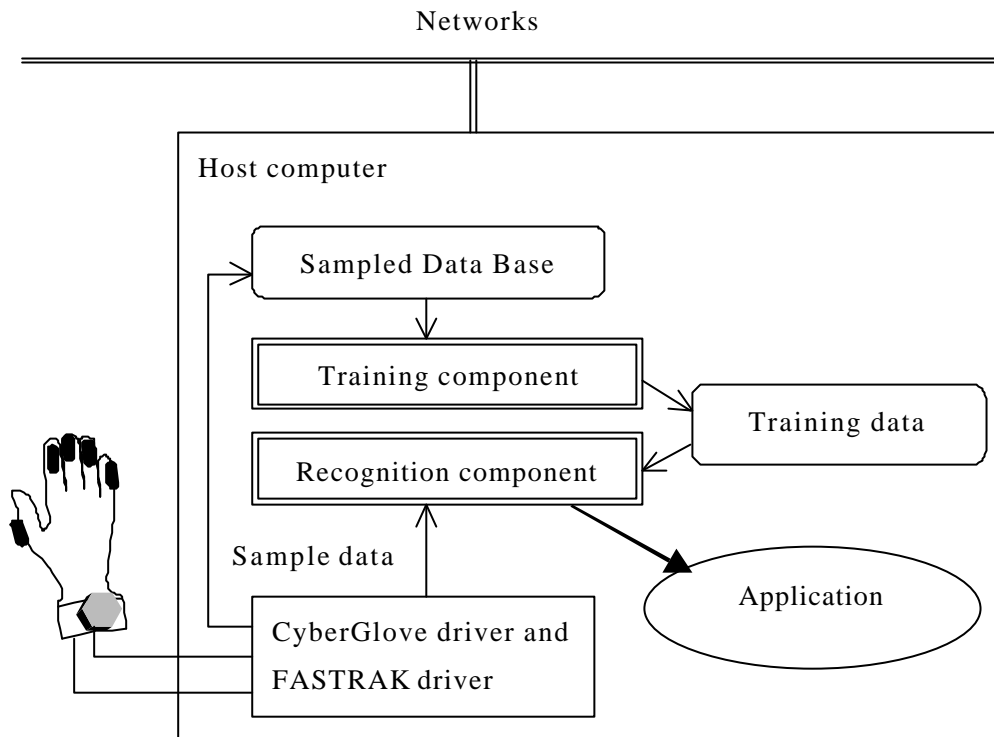 Networks
Host computer
Sampled Data Base
Training component
Training data
Recognition component
Sample data
Application
CyberGlove driver and
FASTRAK driver